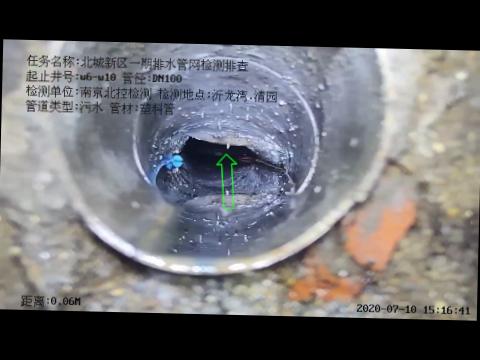 任务名称:北城新区一期排水管网检测排查
起止井号:w6-w10 管径:DN100
检测单位:南京北控检测 检测地点:沂龙湾.清园
管道类型:污水 管材:塑料管
距离:0.06M
2020-07-10 15:16:41